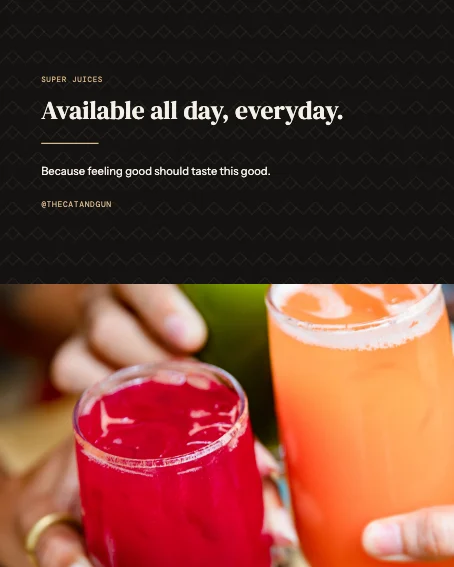 SUPER JUICES
Available all day, everyday.
Because feeling good should taste this good.
@THECATANDGUN